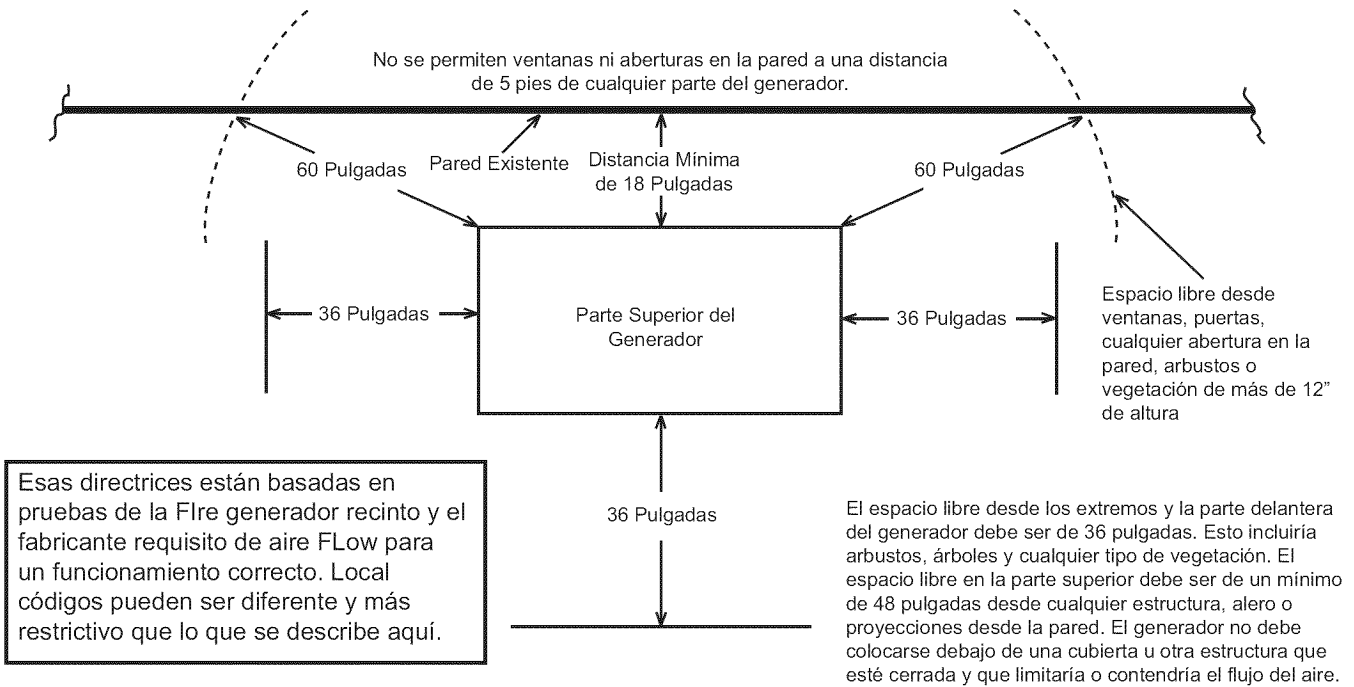 No se permiten ventanas ni aberturas en la pared a una distancia
de 5 pies de cualquier parte del generador.
60 Pulgadas
Pared Existente
Distancia Mínima
de 18 Pulgadas
60 Pulgadas
36 Pulgadas
Parte Superior del
Generador
36 Pulgadas
Espacio libre desde
ventanas, puertas,
cualquier abertura en la
pared, arbustos o
vegetación de más de 12”
de altura
36 Pulgadas
Esas directrices están basadas en
pruebas de la FIre generador recinto y el
fabricante requisito de aire FLow para
un funcionamiento correcto. Local
códigos pueden ser diferente y más
restrictivo que lo que se describe aquí.
El espacio libre desde los extremos y la parte delantera
del generador debe ser de 36 pulgadas. Esto incluiría
arbustos, árboles y cualquier tipo de vegetación. El
espacio libre en la parte superior debe ser de un mínimo
de 48 pulgadas desde cualquier estructura, alero o
proyecciones desde la pared. El generador no debe
colocarse debajo de una cubierta u otra estructura que
esté cerrada y que limitaría o contendría el flujo del aire.